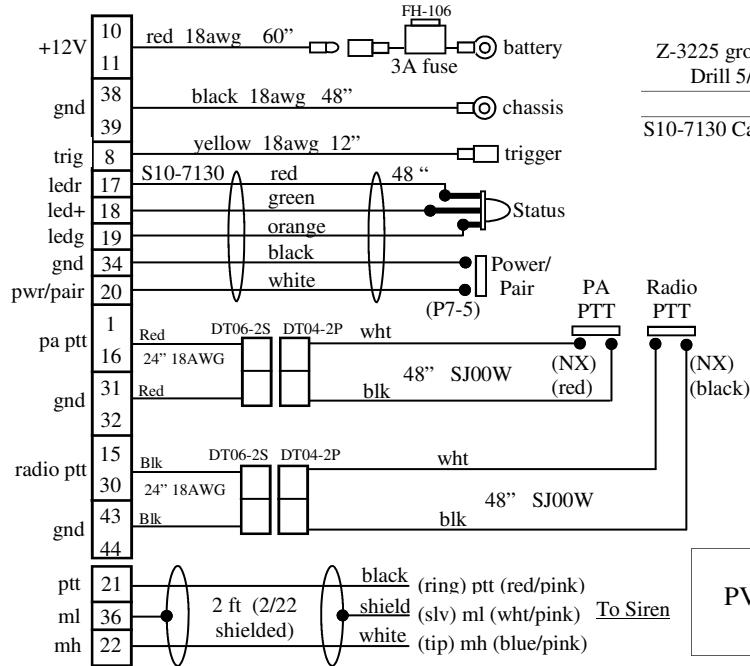 FH-106
+12V 10 red 18awg 60” battery
11 3A fuse
Z-3225 gro
Drill 5/
gnd 38 black 18awg 48” chassis
39
S10-7130 Ca
trig 8 yellow 18awg 12” trigger
ledr 17 S10-7130 red 48 “
led+ 18 green Status
ledg 19 orange
gnd 34 black Power/
Pair
pwr/pair 20 white
(P7-5)
PA
PTT
Radio
PTT
pa ptt 1
16
Red DT06-2S DT04-2P wht
24” 18AWG
(NX)
(red)
(NX)
(black)
48” SJ00W
gnd 31 Red blk
32
radio ptt 15
30
Blk DT06-2S DT04-2P wht
24” 18AWG
48” SJ00W
gnd 43 Blk blk
44
ptt 21 black (ring) ptt (red/pink)
ml 36 2 ft (2/22
shielded)
shield (slv) ml (wht/pink) To Siren
mh 22 white (tip) mh (blue/pink)
PV